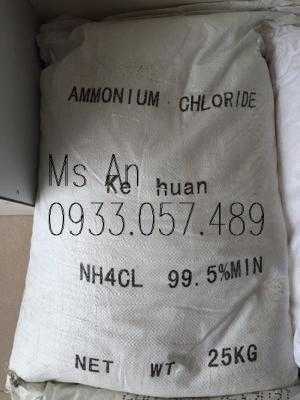 AMMONIUM CHLORIDE
Ms An
Ke huan
0933.057.489
NH4CL 99.5%MIN
NET WT 25KG